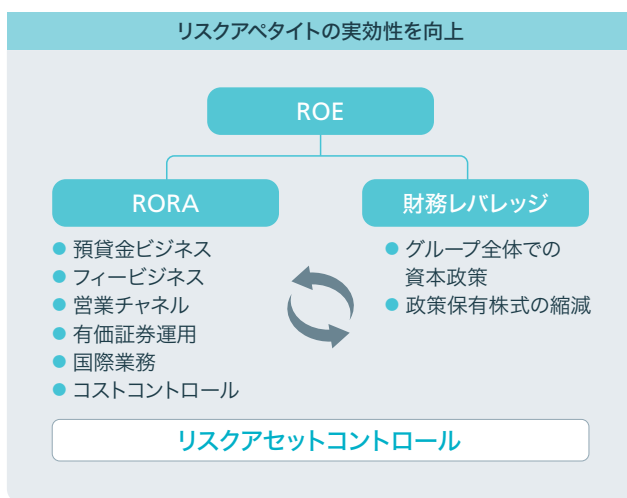 リスクアペタイトの実効性を向上
ROE
RORA
● 預貸金ビジネス
● フィービジネス
● 営業チャネル
● 有価証券運用
● 国際業務
● コストコントロール
財務レバレッジ
● グループ全体での
資本政策
● 政策保有株式の縮減
リスクアセットコントロール